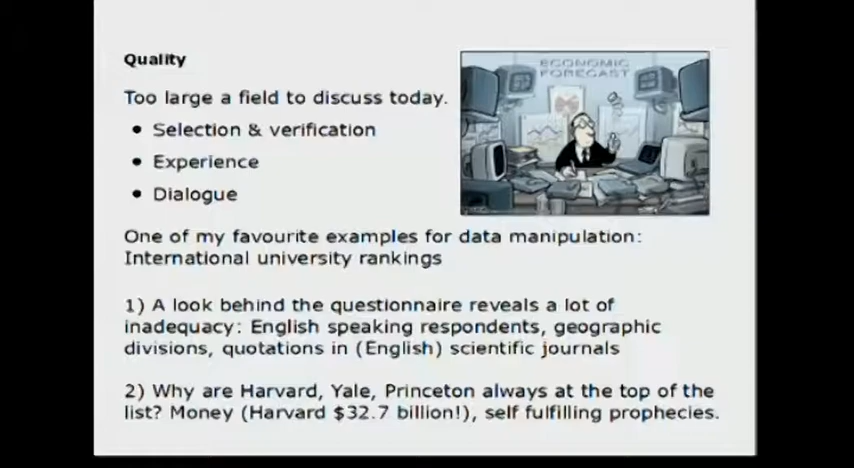 Quality
ECONOMIC
FORECAST
Too large a field to discuss today.
• Selection & verification
• Experience
• Dialogue
One of my favourite examples for data manipulation:
International university rankings
1) A look behind the questionnaire reveals a lot of
inadequacy: English speaking respondents, geographic
divisions, quotations in (English) scientific journals
2) Why are Harvard, Yale, Princeton always at the top of the
list? Money (Harvard $32.7 billion!), self fulfilling prophecies.